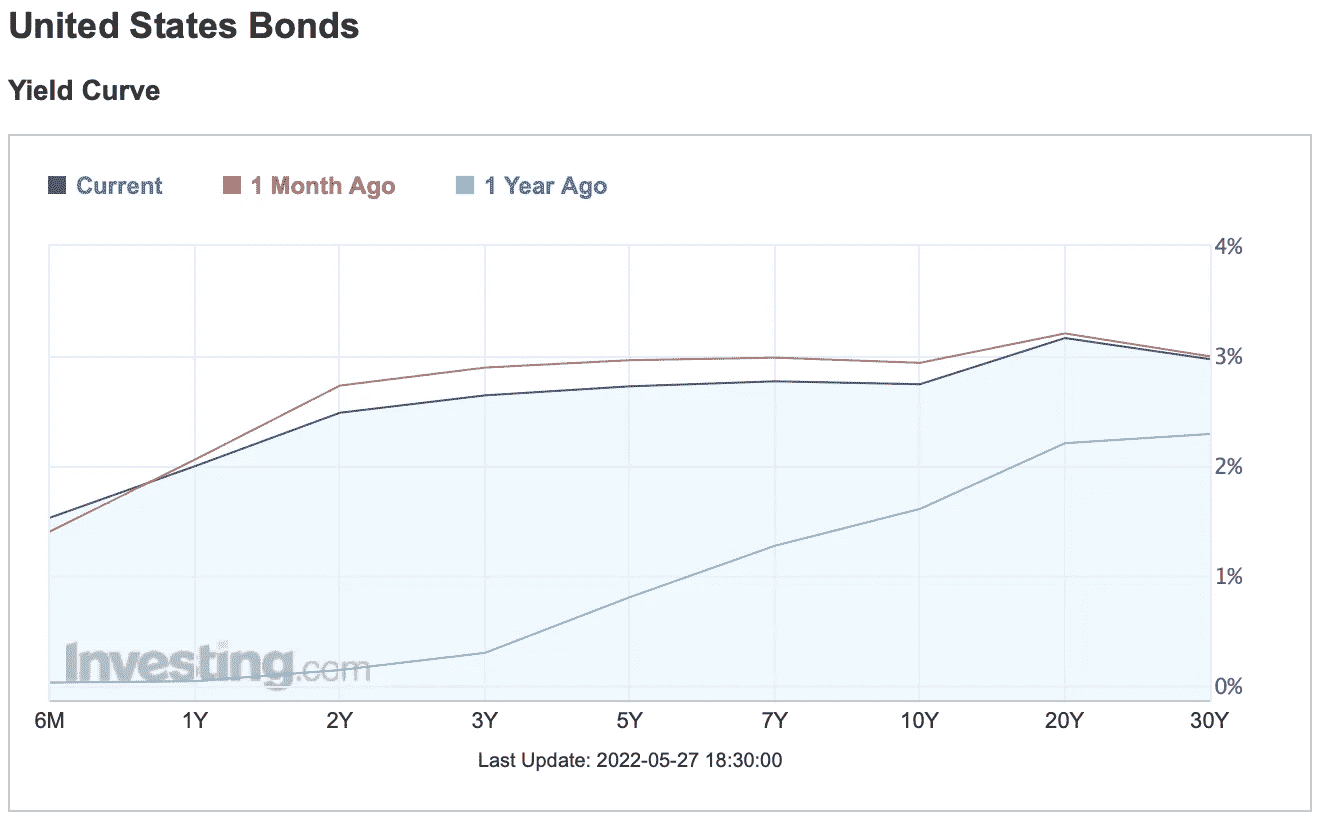 United States Bonds
Yield Curve
Current 1 Month Ago 1 Year Ago
4%
3%
2%
1%
0%
Investing.com
6M 1Y 2Y 3Y 5Y 7Y 10Y 20Y 30Y
Last Update: 2022-05-27 18:30:00